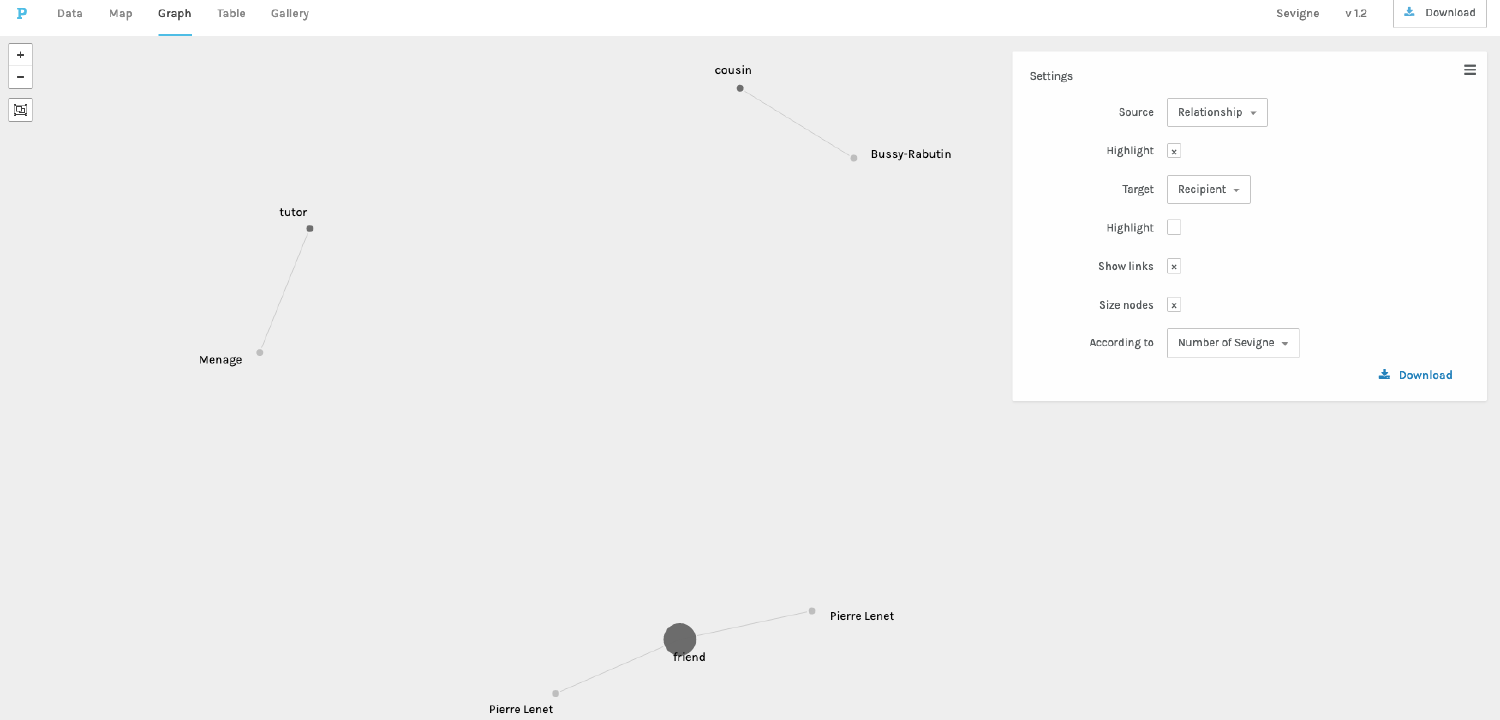 P Data Map Graph Table Gallery Sevigne v 1.2 Download
+
−
Settings
Source Relationship
Highlight x
Target Recipient
Highlight
Show links x
Size nodes x
According to Number of Sevigne
Download
cousin
Bussy-Rabutin
tutor
Menage
Pierre Lenet
friend
Pierre Lenet